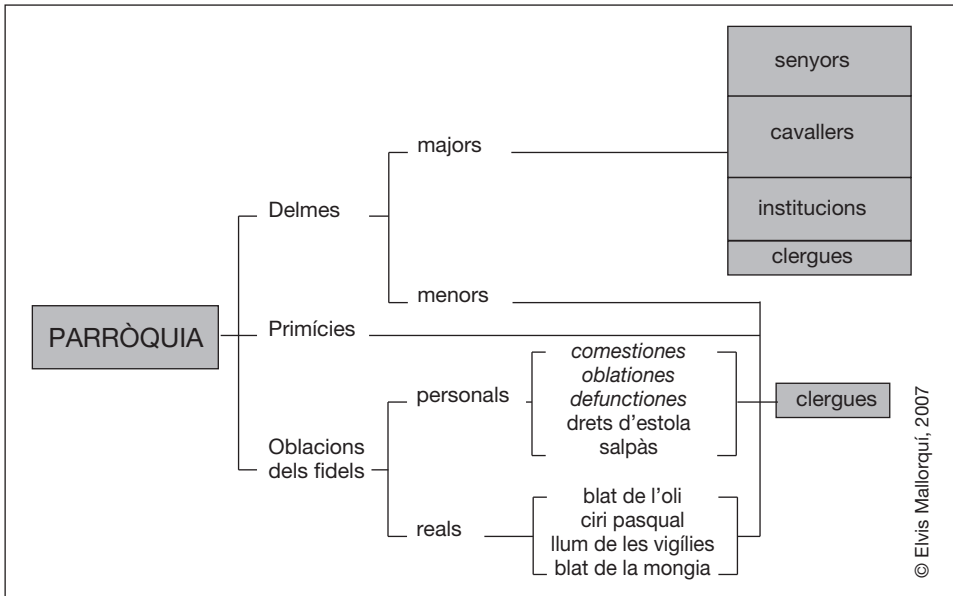 senyors
cavallers
institucions
clergues
majors
Delmes
menors
PARRÒQUIA
Primícies
comestiones
oblationes
defunctiones
drets d'estola
salpàs
personals
clergues
Oblacions
dels fidels
reals
blat de l'oli
ciri pasqual
llum de les vigílies
blat de la mongia
© Elvis Mallorquí, 2007